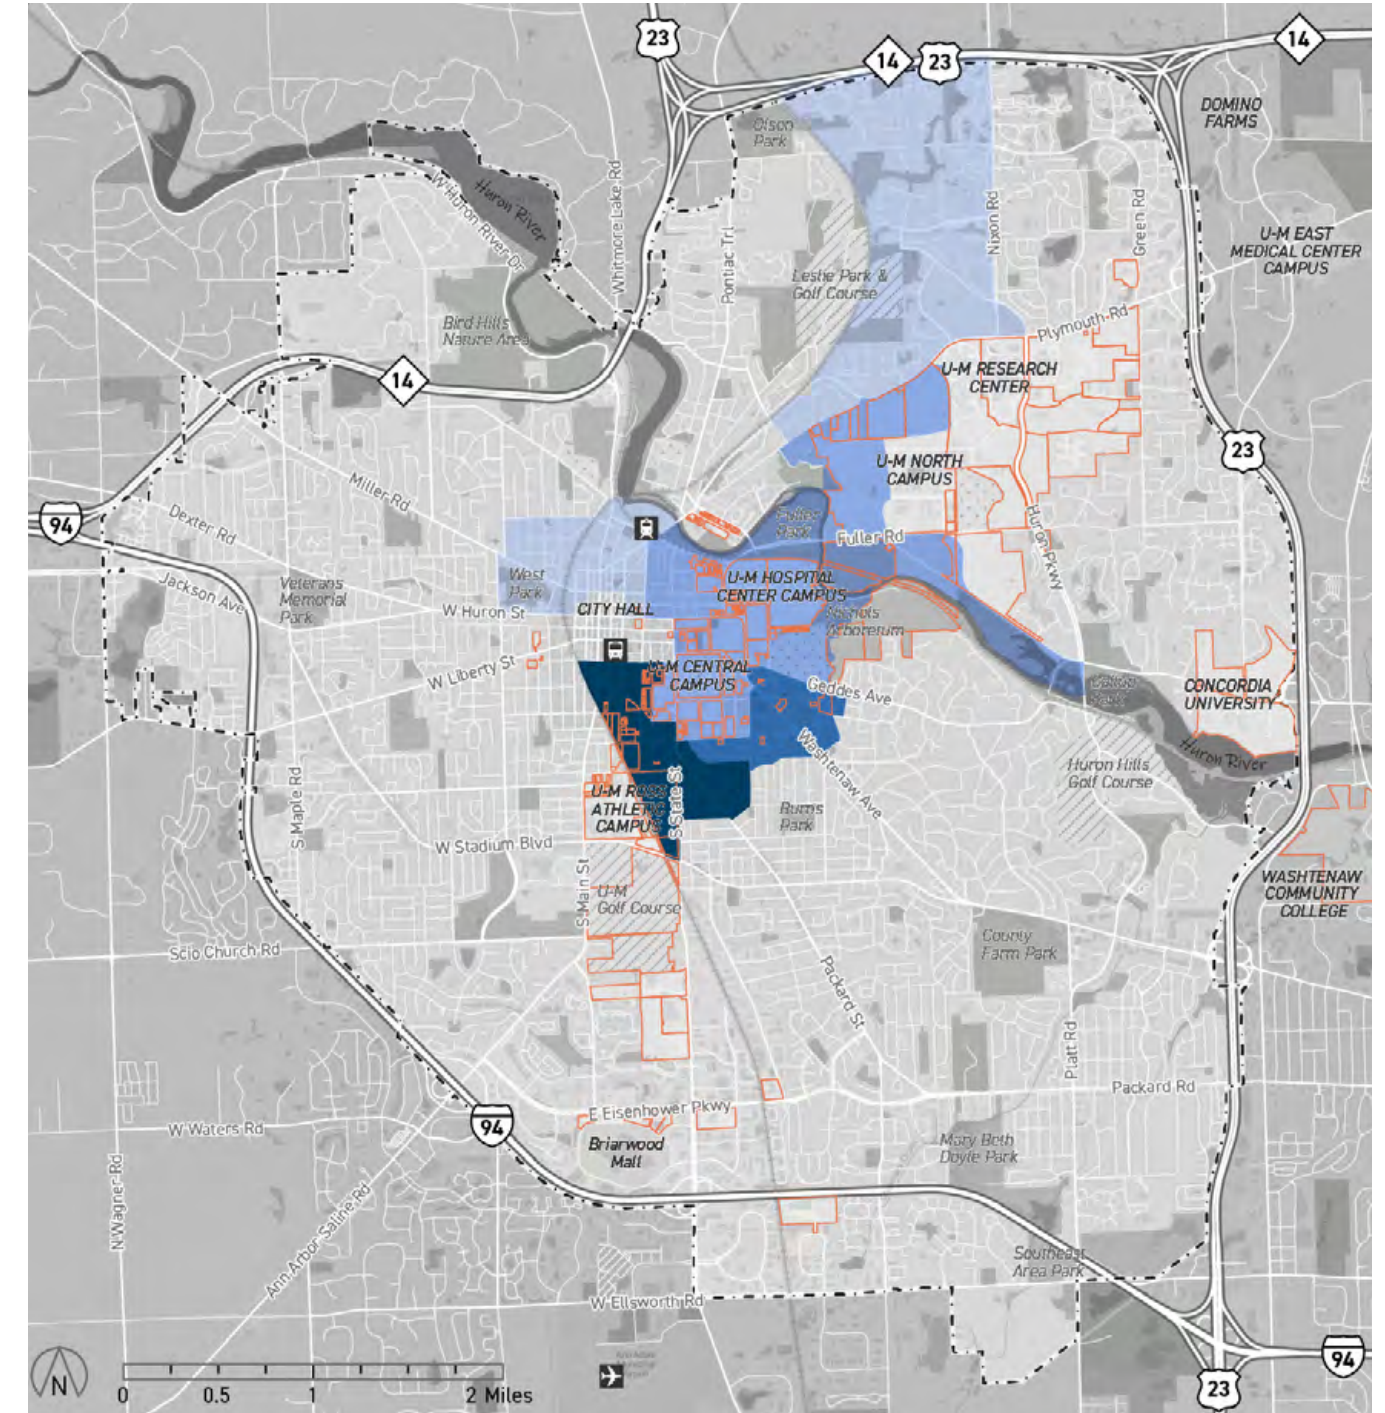 23
14
23
14
DOMINO
FARMS
Olson
Park
W Huron River Dr
Huron River
Whitmore Lake Rd
Pontiac Trl
Nixon Rd
Green Rd
U-M EAST
MEDICAL CENTER
CAMPUS
Leslie Park &
Golf Course
Bird Hills
Nature Area
Plymouth Rd
14
U-M RESEARCH
CENTER
23
U-M NORTH
CAMPUS
Miller Rd
94
Dexter Rd
Fuller
Park
Fuller Rd
Huron Pkwy
Jackson Ave
Veterans
Memorial
Park
West
Park
W Huron St
CITY HALL
U-M HOSPITAL
CENTER CAMPUS
Nichols
Arboretum
W Liberty St
U-M CENTRAL
CAMPUS
Geddes Ave
Gallup
Park
CONCORDIA
UNIVERSITY
Huron River
Washtenaw Ave
Huron Hills
Golf Course
S Maple Rd
U-M ROSS
ATHLETIC
CAMPUS
S State St
Burns
Park
W Stadium Blvd
S Main St
U-M
Golf Course
WASHTENAW
COMMUNITY
COLLEGE
Scio Church Rd
County
Farm Park
Packard St
Platt Rd
Packard Rd
E Eisenhower Pkwy
W Waters Rd
94
Briarwood
Mall
Mary Beth
Doyle Park
N Wagner Rd
Ann Arbor Saline Rd
Southeast
Area Park
W Ellsworth Rd
94
23
N
0 0.5 1 2 Miles